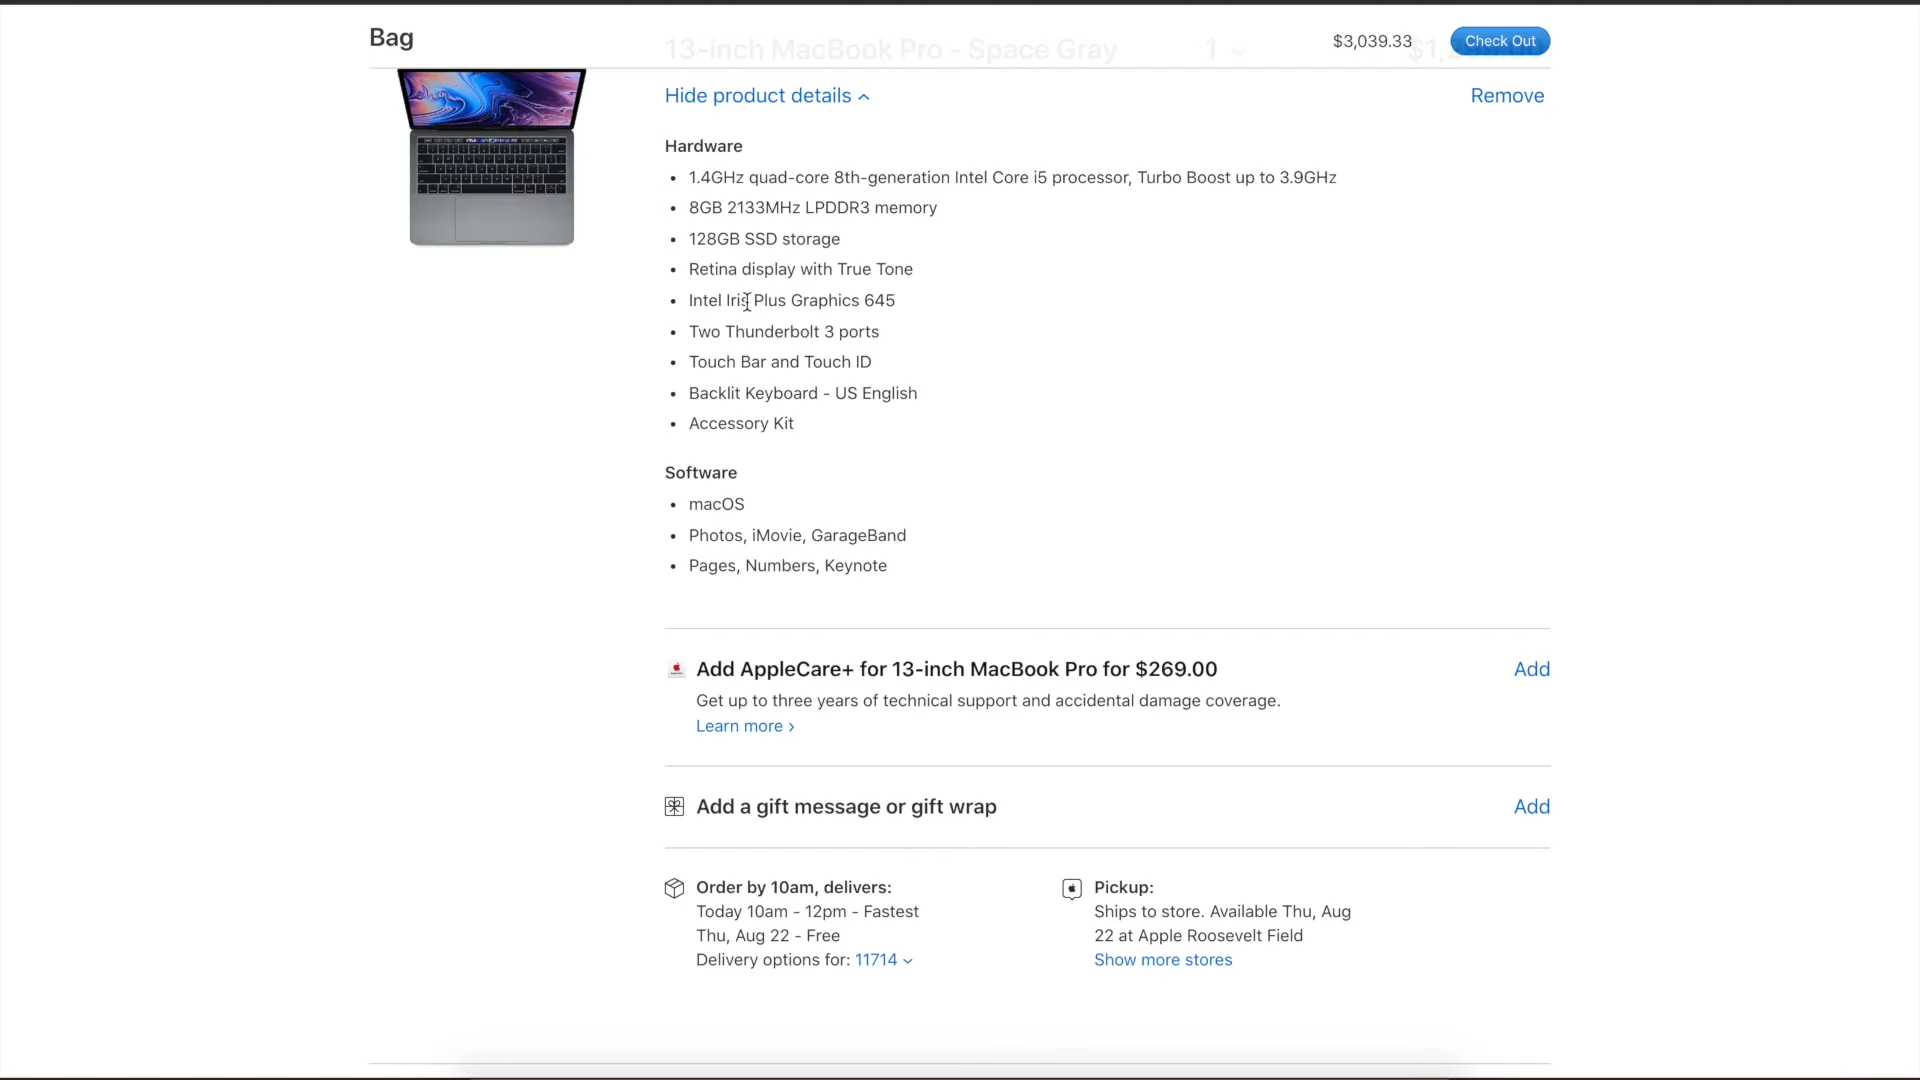 Bag
$3,039.33
Check Out
13-inch MacBook Pro - Space Gray
1
Hide product details
Remove
Hardware
• 1.4GHz quad-core 8th-generation Intel Core i5 processor, Turbo Boost up to 3.9GHz
• 8GB 2133MHz LPDDR3 memory
• 128GB SSD storage
• Retina display with True Tone
• Intel Iris Plus Graphics 645
• Two Thunderbolt 3 ports
• Touch Bar and Touch ID
• Backlit Keyboard - US English
• Accessory Kit
Software
• macOS
• Photos, iMovie, GarageBand
• Pages, Numbers, Keynote
Add AppleCare+ for 13-inch MacBook Pro for $269.00
Add
Get up to three years of technical support and accidental damage coverage.
Learn more ›
Add a gift message or gift wrap
Add
Order by 10am, delivers:
Today 10am - 12pm - Fastest
Thu, Aug 22 - Free
Delivery options for: 11714
Pickup:
Ships to store. Available Thu, Aug
22 at Apple Roosevelt Field
Show more stores